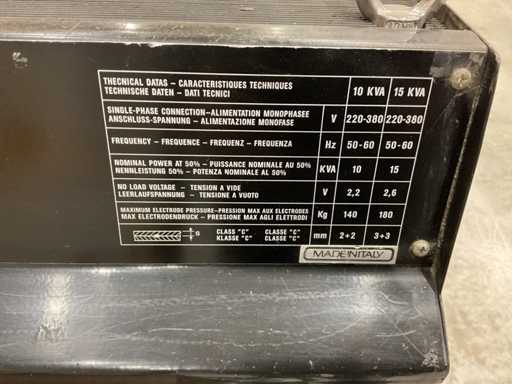 THECNICAL DATAS – CARACTERISTIQUES TECHNIQUES
TECHNISCHE DATEN – DATI TECNICI
10 KVA 15 KVA
SINGLE-PHASE CONNECTION–ALIMENTATION MONOPHASEE
ANSCHLUSS-SPANNUNG – ALIMENTAZIONE MONOFASE
V 220-380 220-380
FREQUENCY–FREQUENCE–FREQUENZ–FREQUENZA
Hz 50-60 50-60
NOMINAL POWER AT 50% – PUISSANCE NOMINALE AU 50%
NENNLEISTUNG 50% – POTENZA NOMINALE AL 50%
KVA 10 15
NO LOAD VOLTAGE – TENSION A VIDE
LEERLAUFSPANNUNG – TENSIONE A VUOTO
V 2,2 2,6
MAXIMUM ELECTRODE PRESSURE–PRESSION MAX AUX ELECTRODES
MAX ELECTRODENDRUCK – PRESSIONE MAX AGLI ELETTRODI
Kg 140 180
S CLASS "C" CLASSE "C"
KLASSE "C" CLASSE "C"
mm 2+2 3+3
MADE IN ITALY